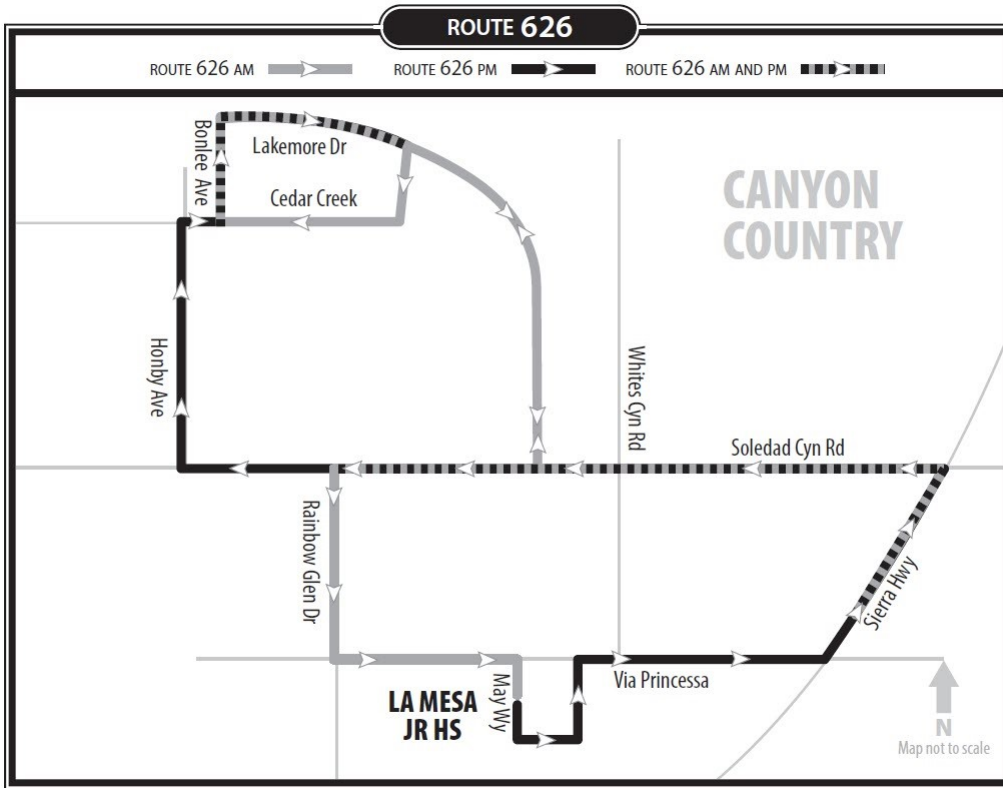 ROUTE 626
ROUTE 626 AM
ROUTE 626 PM
ROUTE 626 AM AND PM
Bonlee Ave
Lakemore Dr
Cedar Creek
CANYON
COUNTRY
Honby Ave
Whites Cyn Rd
Soledad Cyn Rd
Rainbow Glen Dr
Sierra Hwy
May Wy
Via Princessa
LA MESA
JR HS
N
Map not to scale